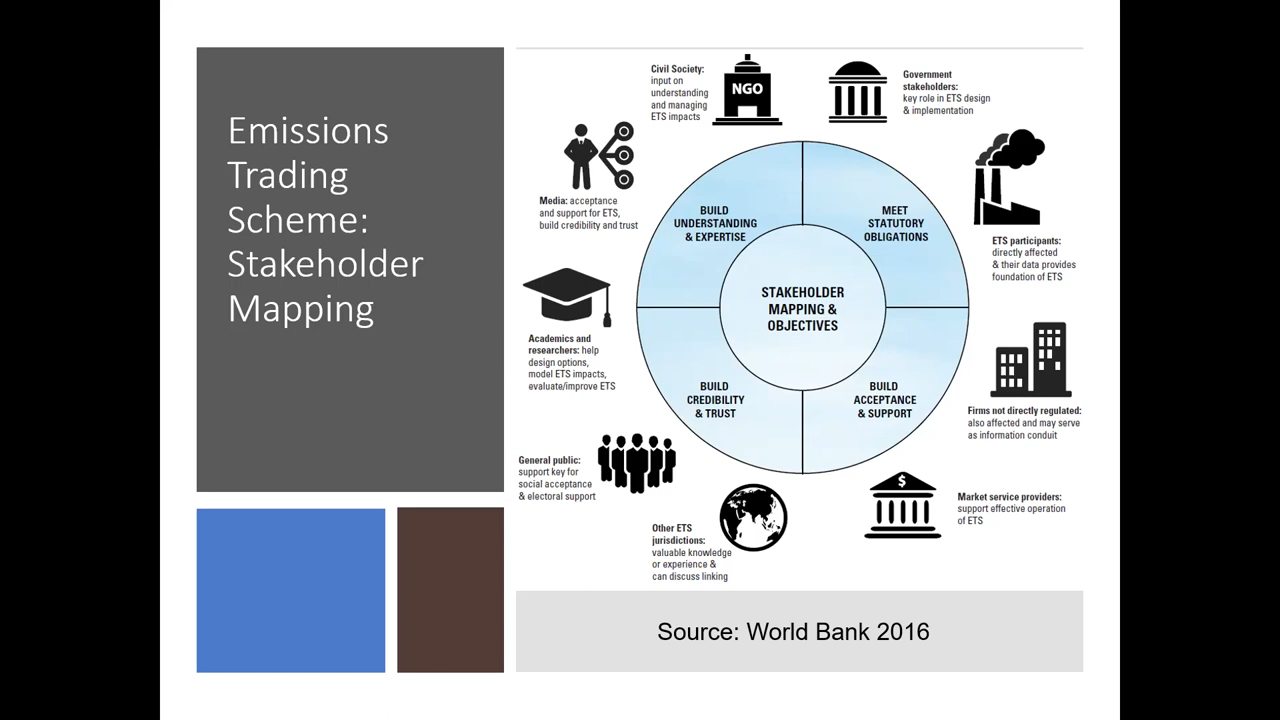 Emissions
Trading
Scheme:
Stakeholder
Mapping
Civil Society:
input on
understanding
and managing
ETS impacts
NGO
Government
stakeholders:
key role in ETS design
& implementation
Media: acceptance
and support for ETS,
build credibility and trust
ETS participants:
directly affected
& their data provides
foundation of ETS
BUILD
UNDERSTANDING
& EXPERTISE
MEET
STATUTORY
OBLIGATIONS
STAKEHOLDER
MAPPING &
OBJECTIVES
BUILD
CREDIBILITY
& TRUST
BUILD
ACCEPTANCE
& SUPPORT
Academics and
researchers: help
design options,
model ETS impacts,
evaluate/improve ETS
Firms not directly regulated:
also affected and may serve
as information conduit
General public:
support key for
social acceptance
& electoral support
Other ETS
jurisdictions:
valuable knowledge
or experience &
can discuss linking
$
Market service providers:
support effective operation
of ETS
Source: World Bank 2016